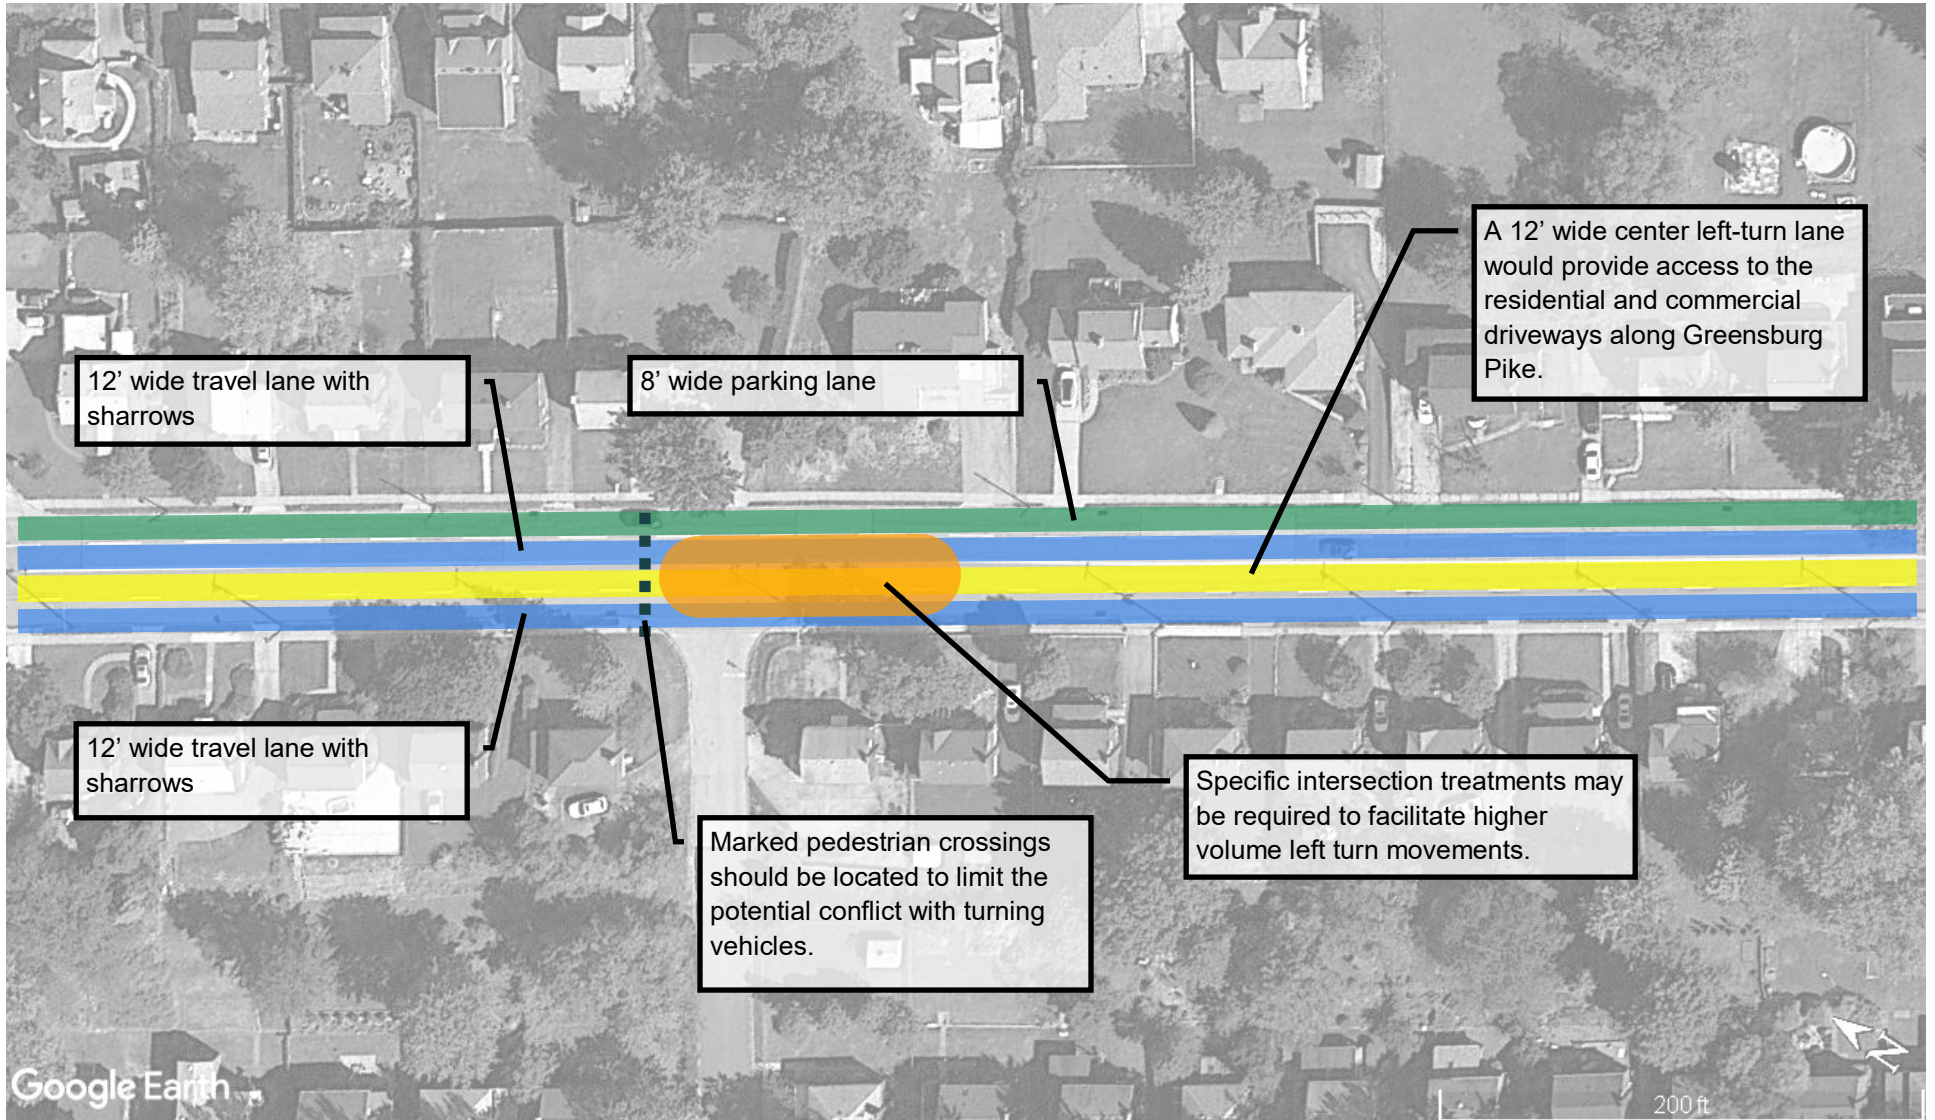 A 12’ wide center left-turn lane
would provide access to the
residential and commercial
driveways along Greensburg
Pike.
12’ wide travel lane with
sharrows
8’ wide parking lane
12’ wide travel lane with
sharrows
Specific intersection treatments may
be required to facilitate higher
volume left turn movements.
Marked pedestrian crossings
should be located to limit the
potential conflict with turning
vehicles.
Google Earth
N
200 ft